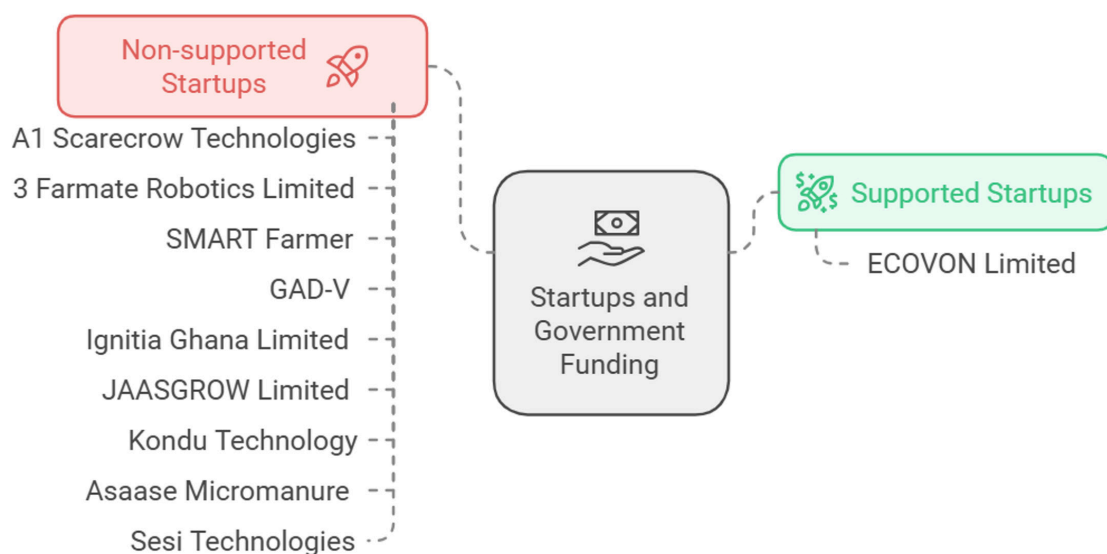 Non-supported
Startups
A1 Scarecrow Technologies
3 Farmate Robotics Limited
SMART Farmer
GAD-V
Ignitia Ghana Limited
JAASGROW Limited
Kondu Technology
Asaase Micromanure
Sesi Technologies
Startups and
Government
Funding
Supported Startups
ECOVON Limited